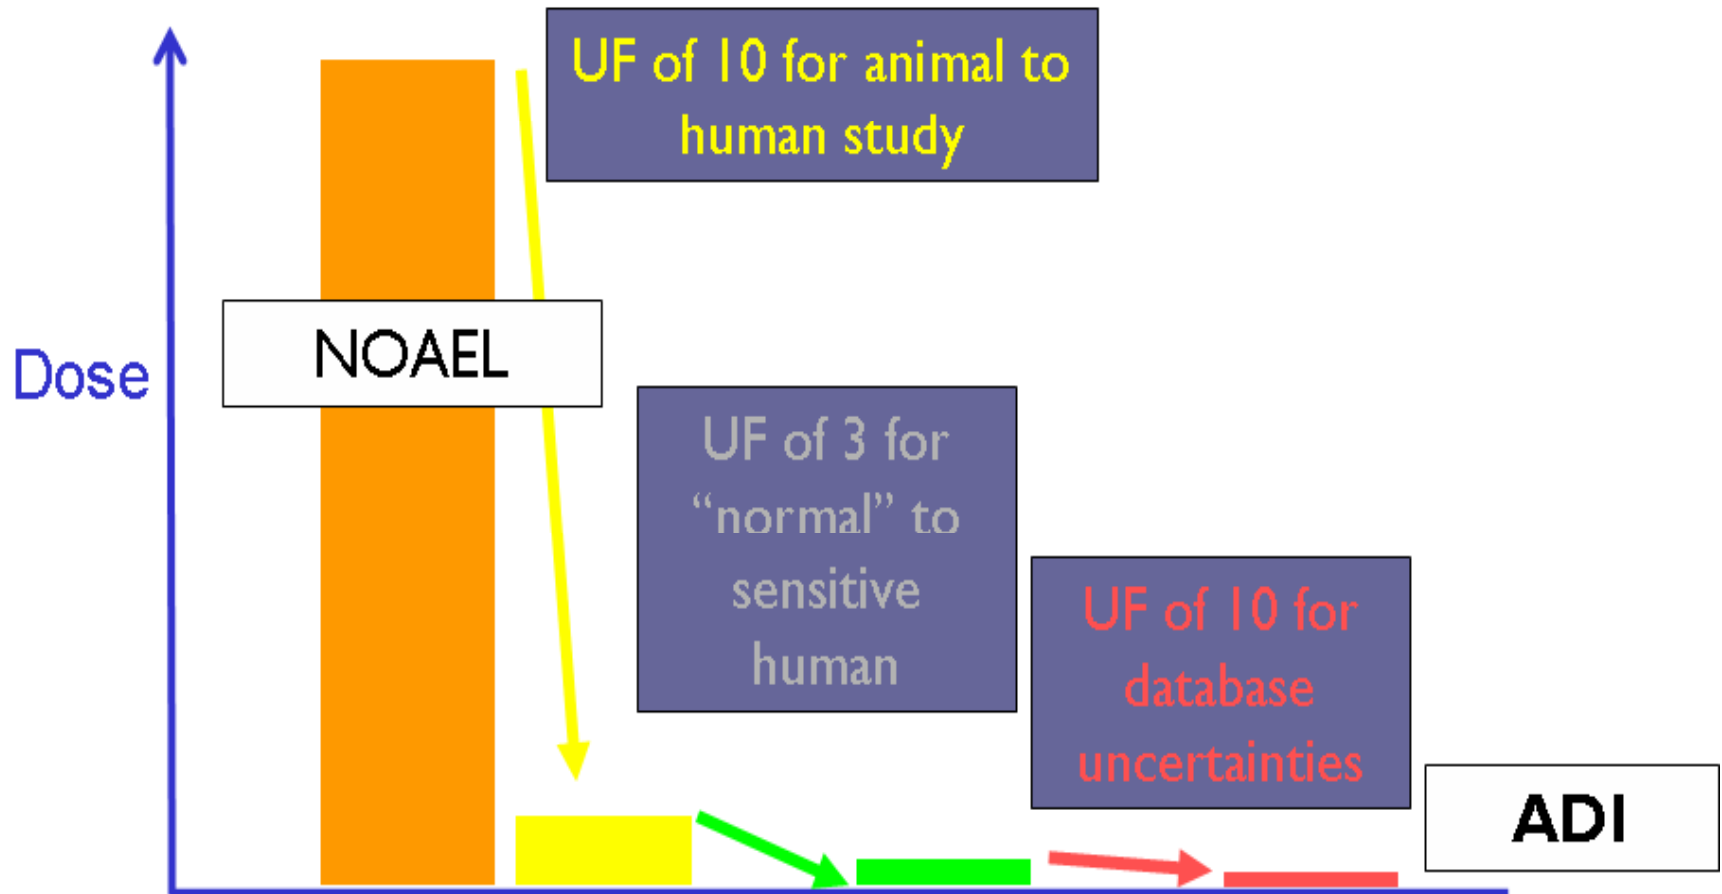 UF of 10 for animal to
human study
NOAEL
Dose
UF of 3 for
“normal” to
sensitive
human
UF of 10 for
database
uncertainties
ADI